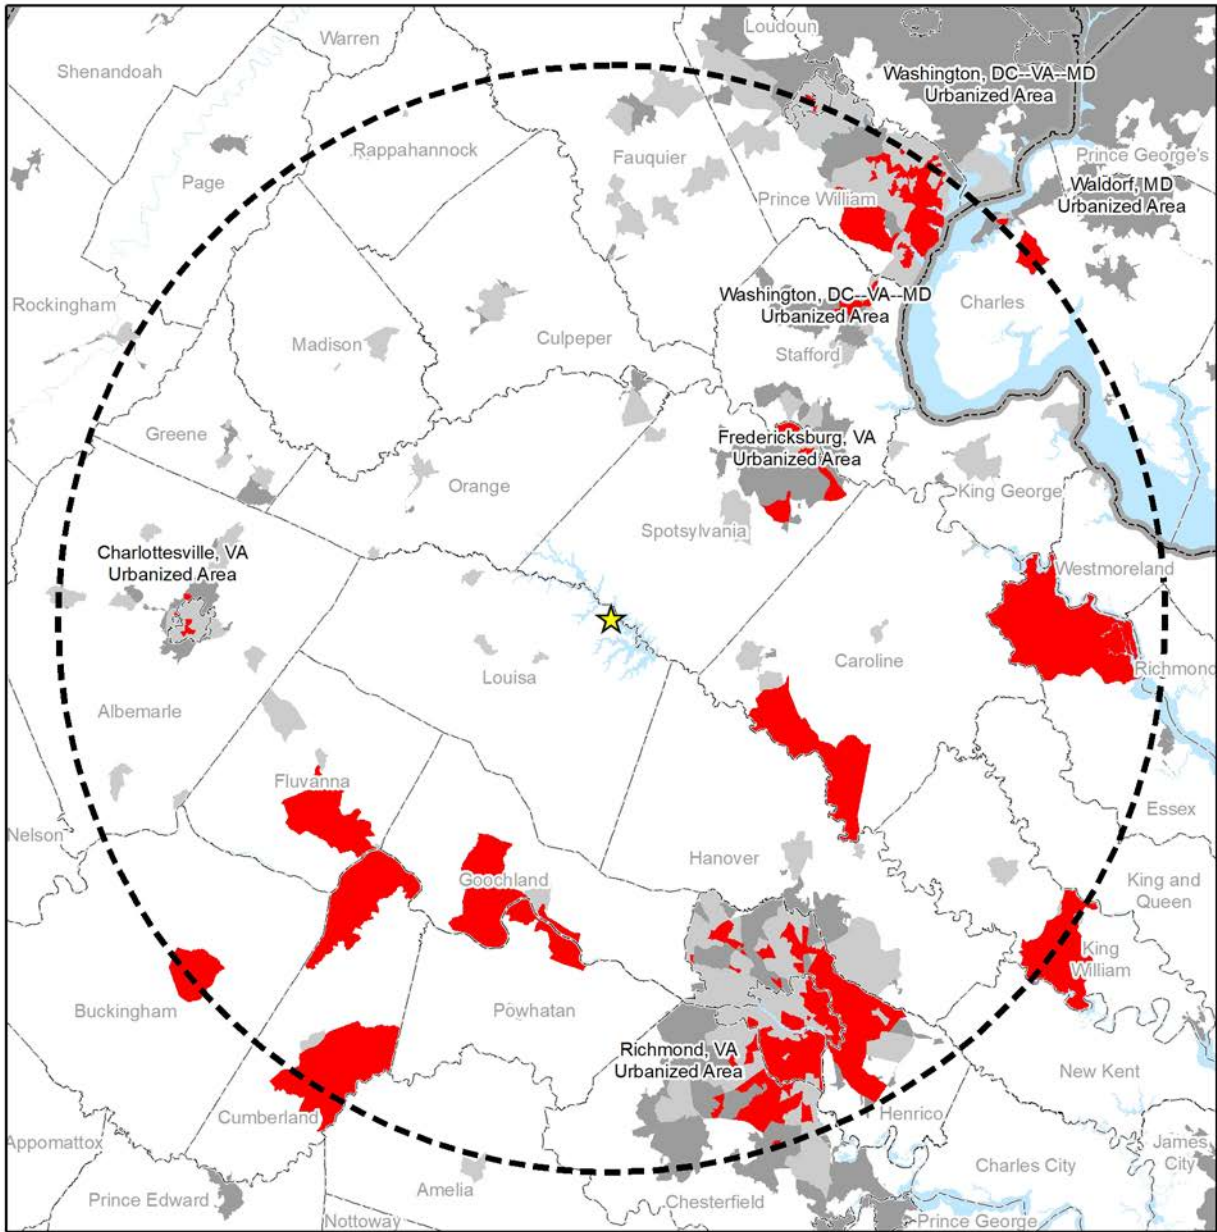 Loudoun
Warren
Shenandoah
Washington, DC--VA--MD
Urbanized Area
Rappahannock
Fauquier
Prince George's
Page
Waldorf, MD
Urbanized Area
Prince William
Rockingham
Washington, DC--VA--MD
Urbanized Area
Charles
Madison
Culpeper
Stafford
Greene
Fredericksburg, VA
Urbanized Area
Orange
King George
Spotsylvania
Charlottesville, VA
Urbanized Area
Westmoreland
Caroline
Richmond
Louisa
Albemarle
Fluvanna
Essex
Nelson
Hanover
Goochland
King and
Queen
King
William
Buckingham
Powhatan
Richmond, VA
Urbanized Area
New Kent
Cumberland
Henrico
Appomattox
James
City
Charles City
Amelia
Prince Edward
Chesterfield
Nottoway
Prince George